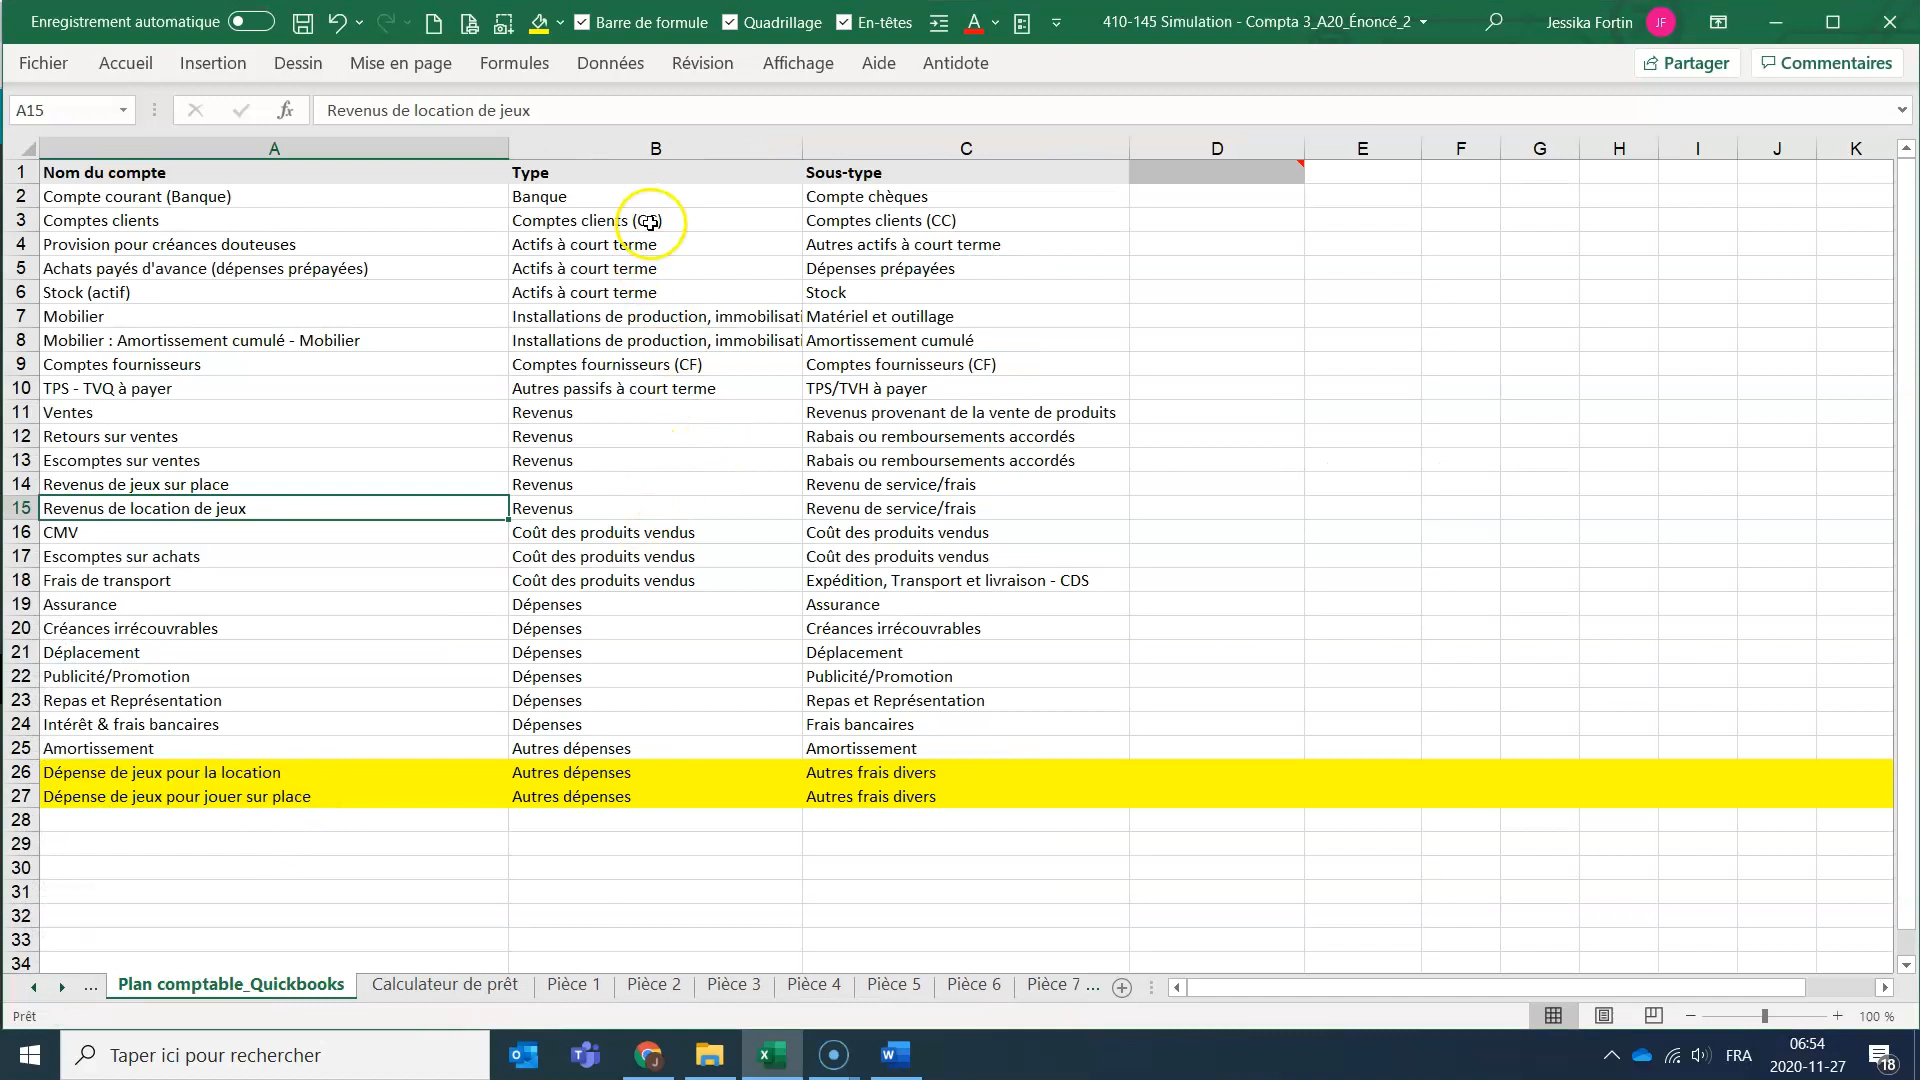 Enregistrement automatique Barre de formule Quadrillage En-têtes 410-145 Simulation - Compta 3_A20_Énoncé_2 Jessika Fortin JF
Fichier Accueil Insertion Dessin Mise en page Formules Données Révision Affichage Aide Antidote Partager Commentaires
A15 fx Revenus de location de jeux
A B C D E F G H I J K
1 Nom du compte Type Sous-type
2 Compte courant (Banque) Banque Compte chèques
3 Comptes clients Comptes clients (CC) Comptes clients (CC)
4 Provision pour créances douteuses Actifs à court terme Autres actifs à court terme
5 Achats payés d'avance (dépenses prépayées) Actifs à court terme Dépenses prépayées
6 Stock (actif) Actifs à court terme Stock
7 Mobilier Installations de production, immobilisati Matériel et outillage
8 Mobilier : Amortissement cumulé - Mobilier Installations de production, immobilisati Amortissement cumulé
9 Comptes fournisseurs Comptes fournisseurs (CF) Comptes fournisseurs (CF)
10 TPS - TVQ à payer Autres passifs à court terme TPS/TVH à payer
11 Ventes Revenus Revenus provenant de la vente de produits
12 Retours sur ventes Revenus Rabais ou remboursements accordés
13 Escomptes sur ventes Revenus Rabais ou remboursements accordés
14 Revenus de jeux sur place Revenus Revenu de service/frais
15 Revenus de location de jeux Revenus Revenu de service/frais
16 CMV Coût des produits vendus Coût des produits vendus
17 Escomptes sur achats Coût des produits vendus Coût des produits vendus
18 Frais de transport Coût des produits vendus Expédition, Transport et livraison - CDS
19 Assurance Dépenses Assurance
20 Créances irrécouvrables Dépenses Créances irrécouvrables
21 Déplacement Dépenses Déplacement
22 Publicité/Promotion Dépenses Publicité/Promotion
23 Repas et Représentation Dépenses Repas et Représentation
24 Intérêt & frais bancaires Dépenses Frais bancaires
25 Amortissement Autres dépenses Amortissement
26 Dépense de jeux pour la location Autres dépenses Autres frais divers
27 Dépense de jeux pour jouer sur place Autres dépenses Autres frais divers
28
29
30
31
32
33
34
... Plan comptable_Quickbooks Calculateur de prêt Pièce 1 Pièce 2 Pièce 3 Pièce 4 Pièce 5 Pièce 6 Pièce 7 ...
Prêt 100 %
Taper ici pour rechercher FRA 06:54
2020-11-27 18